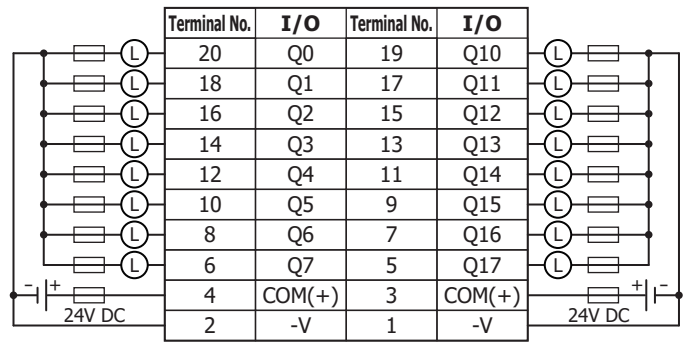 Terminal No. I/O Terminal No. I/O
L 20 Q0 19 Q10 L
L 18 Q1 17 Q11 L
L 16 Q2 15 Q12 L
L 14 Q3 13 Q13 L
L 12 Q4 11 Q14 L
L 10 Q5 9 Q15 L
L 8 Q6 7 Q16 L
L 6 Q7 5 Q17 L
- + 4 COM(+) 3 COM(+) + -
24V DC 2 -V 1 -V 24V DC